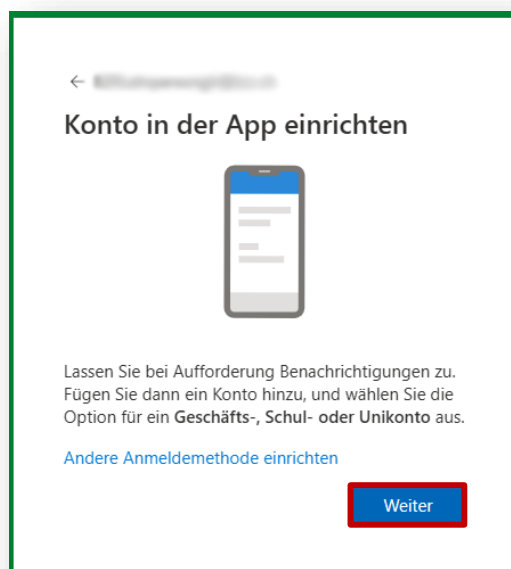 Konto in der App einrichten
Lassen Sie bei Aufforderung Benachrichtigungen zu.
Fügen Sie dann ein Konto hinzu, und wählen Sie die
Option für ein Geschäfts-, Schul- oder Unikonto aus.
Andere Anmeldemethode einrichten
Weiter